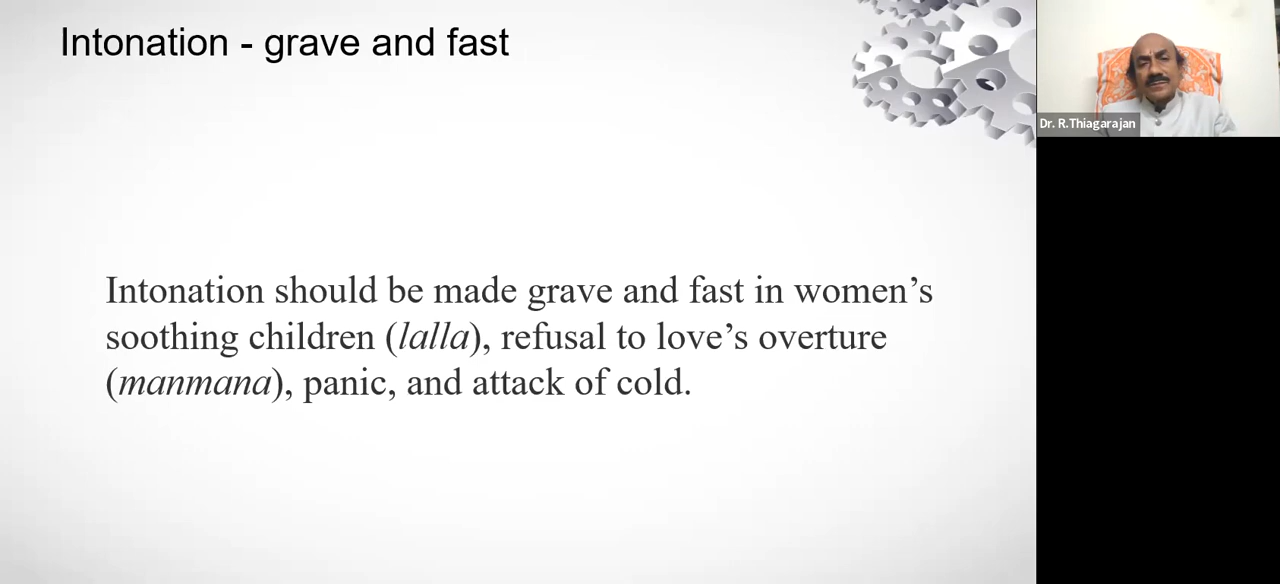 Intonation - grave and fast
Intonation should be made grave and fast in women’s
soothing children (lalla), refusal to love’s overture
(manmana), panic, and attack of cold.
Dr. R.Thiagarajan